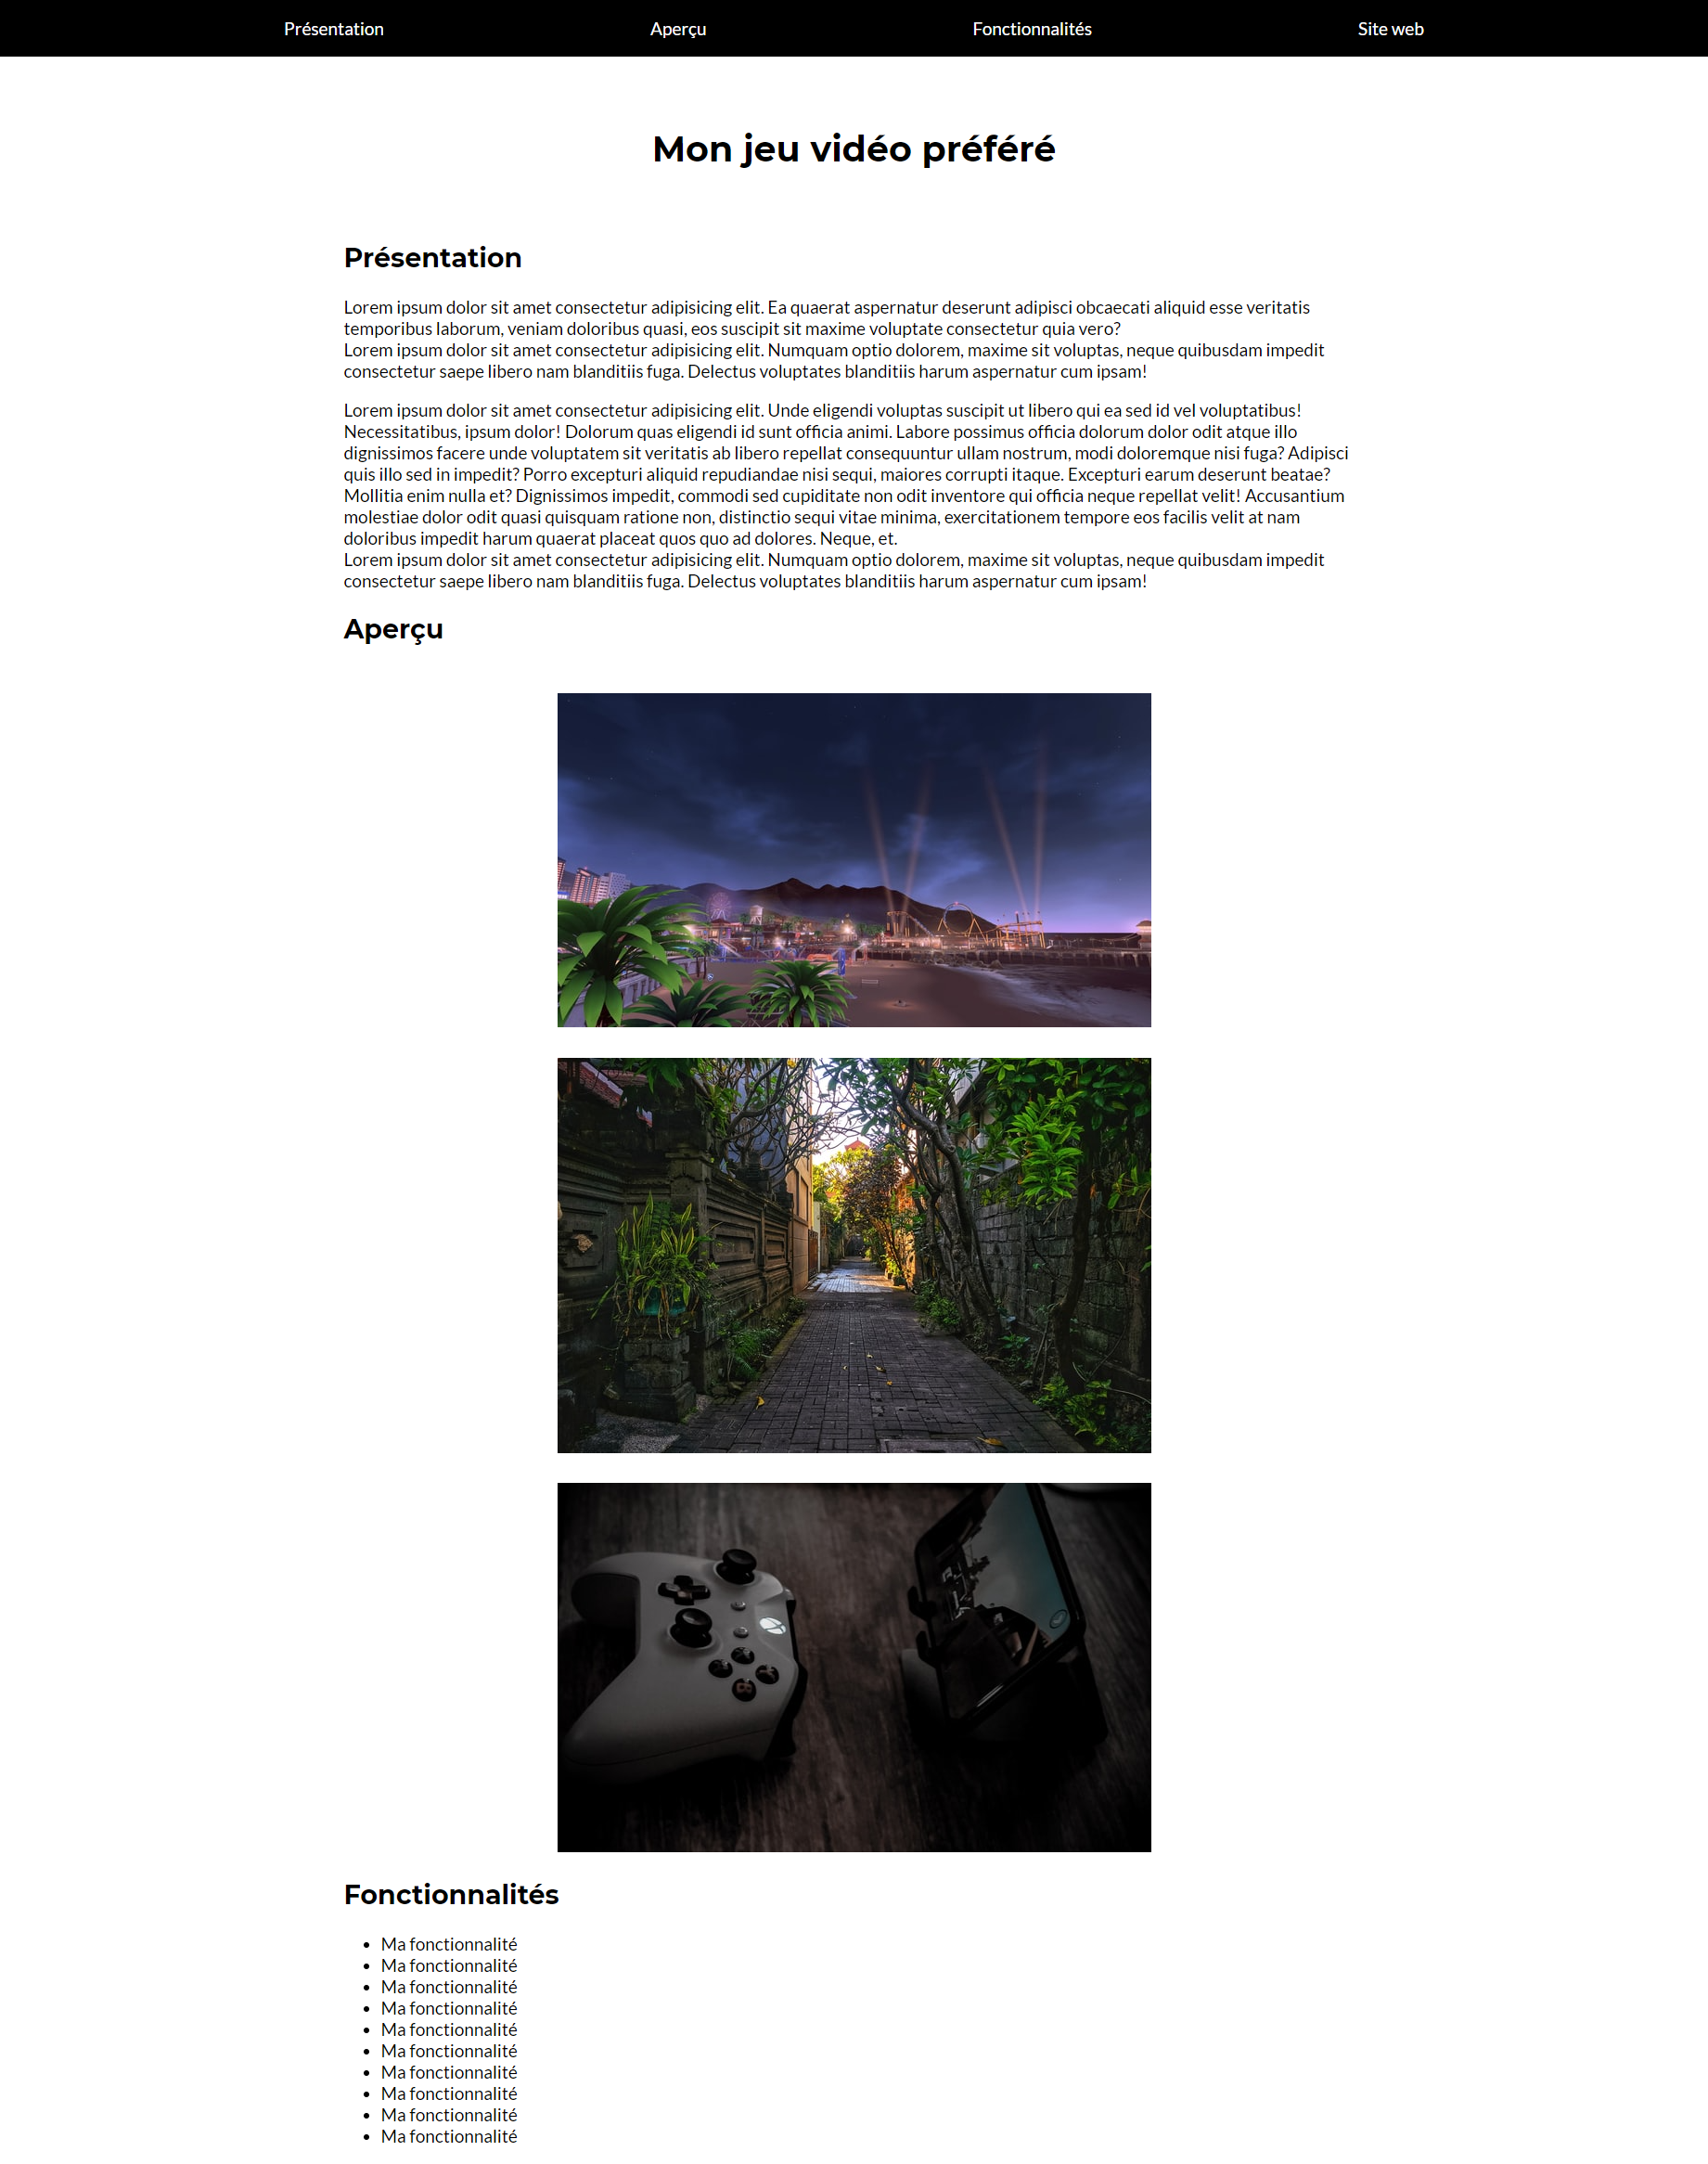 Présentation Aperçu Fonctionnalités Site web
Mon jeu vidéo préféré
Présentation
Lorem ipsum dolor sit amet consectetur adipisicing elit. Ea quaerat aspernatur deserunt adipisci obcaecati aliquid esse veritatis
temporibus laborum, veniam doloribus quasi, eos suscipit sit maxime voluptate consectetur quia vero?
Lorem ipsum dolor sit amet consectetur adipisicing elit. Numquam optio dolorem, maxime sit voluptas, neque quibusdam impedit
consectetur saepe libero nam blanditiis fuga. Delectus voluptates blanditiis harum aspernatur cum ipsam!
Lorem ipsum dolor sit amet consectetur adipisicing elit. Unde eligendi voluptas suscipit ut libero qui ea sed id vel voluptatibus!
Necessitatibus, ipsum dolor! Dolorum quas eligendi id sunt officia animi. Labore possimus officia dolorum dolor odit atque illo
dignissimos facere unde voluptatem sit veritatis ab libero repellat consequuntur ullam nostrum, modi doloremque nisi fuga? Adipisci
quis illo sed in impedit? Porro excepturi aliquid repudiandae nisi sequi, maiores corrupti itaque. Excepturi earum deserunt beatae?
Mollitia enim nulla et? Dignissimos impedit, commodi sed cupiditate non odit inventore qui officia neque repellat velit! Accusantium
molestiae dolor odit quasi quisquam ratione non, distinctio sequi vitae minima, exercitationem tempore eos facilis velit at nam
doloribus impedit harum quaerat placeat quos quo ad dolores. Neque, et.
Lorem ipsum dolor sit amet consectetur adipisicing elit. Numquam optio dolorem, maxime sit voluptas, neque quibusdam impedit
consectetur saepe libero nam blanditiis fuga. Delectus voluptates blanditiis harum aspernatur cum ipsam!
Aperçu
Fonctionnalités
• Ma fonctionnalité
• Ma fonctionnalité
• Ma fonctionnalité
• Ma fonctionnalité
• Ma fonctionnalité
• Ma fonctionnalité
• Ma fonctionnalité
• Ma fonctionnalité
• Ma fonctionnalité
• Ma fonctionnalité